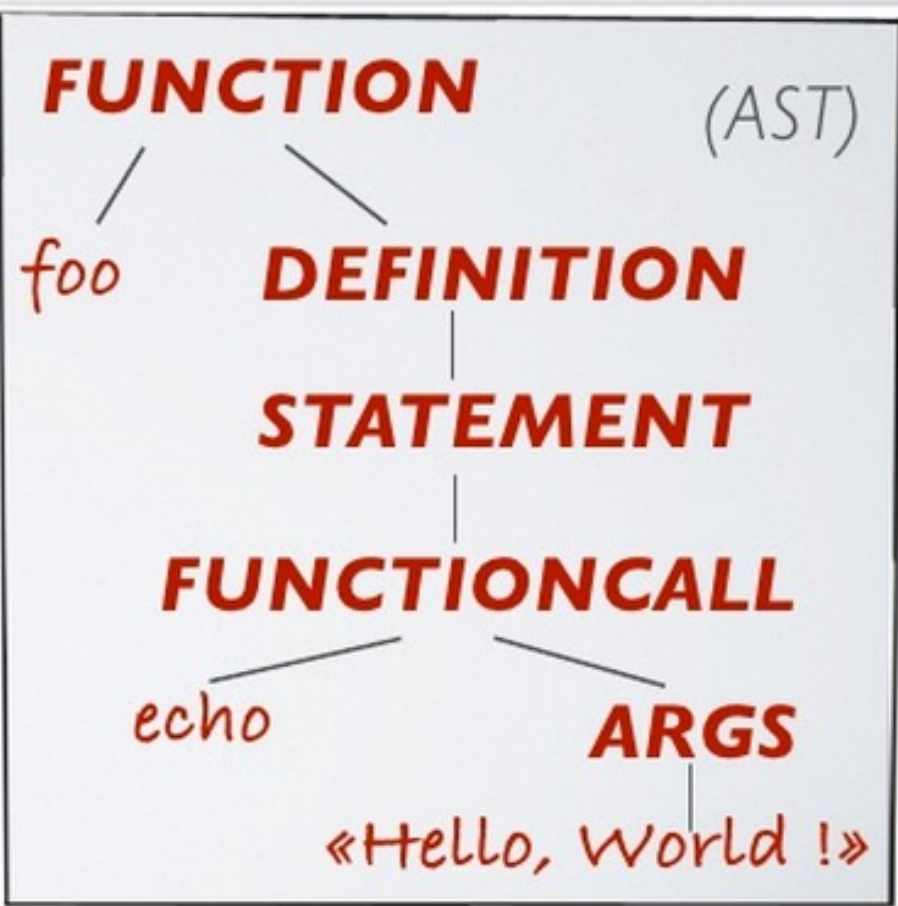 FUNCTION
(AST)
foo
DEFINITION
STATEMENT
FUNCTIONCALL
echo
ARGS
«Hello, World !»